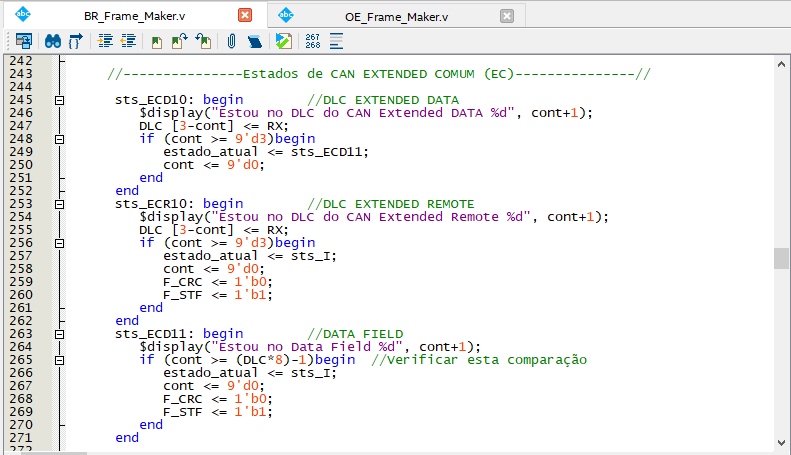 BR_Frame_Maker.v
OE_Frame_Maker.v
267
268
242
243 //---------------Estados de CAN EXTENDED COMUM (EC)---------------//
244
245 sts_ECD10: begin //DLC EXTENDED DATA
246 $display("Estou no DLC do CAN Extended DATA %d", cont+1);
247 DLC [3-cont] <= RX;
248 if (cont >= 9'd3)begin
249 estado_atual <= sts_ECD11;
250 cont <= 9'd0;
251 end
252 end
253 sts_ECR10: begin //DLC EXTENDED REMOTE
254 $display("Estou no DLC do CAN Extended Remote %d", cont+1);
255 DLC [3-cont] <= RX;
256 if (cont >= 9'd3)begin
257 estado_atual <= sts_I;
258 cont <= 9'd0;
259 F_CRC <= 1'b0;
260 F_STF <= 1'b1;
261 end
262 end
263 sts_ECD11: begin //DATA FIELD
264 $display("Estou no Data Field %d", cont+1);
265 if (cont >= (DLC*8)-1)begin //Verificar esta comparação
266 estado_atual <= sts_I;
267 cont <= 9'd0;
268 F_CRC <= 1'b0;
269 F_STF <= 1'b1;
270 end
271 end
272